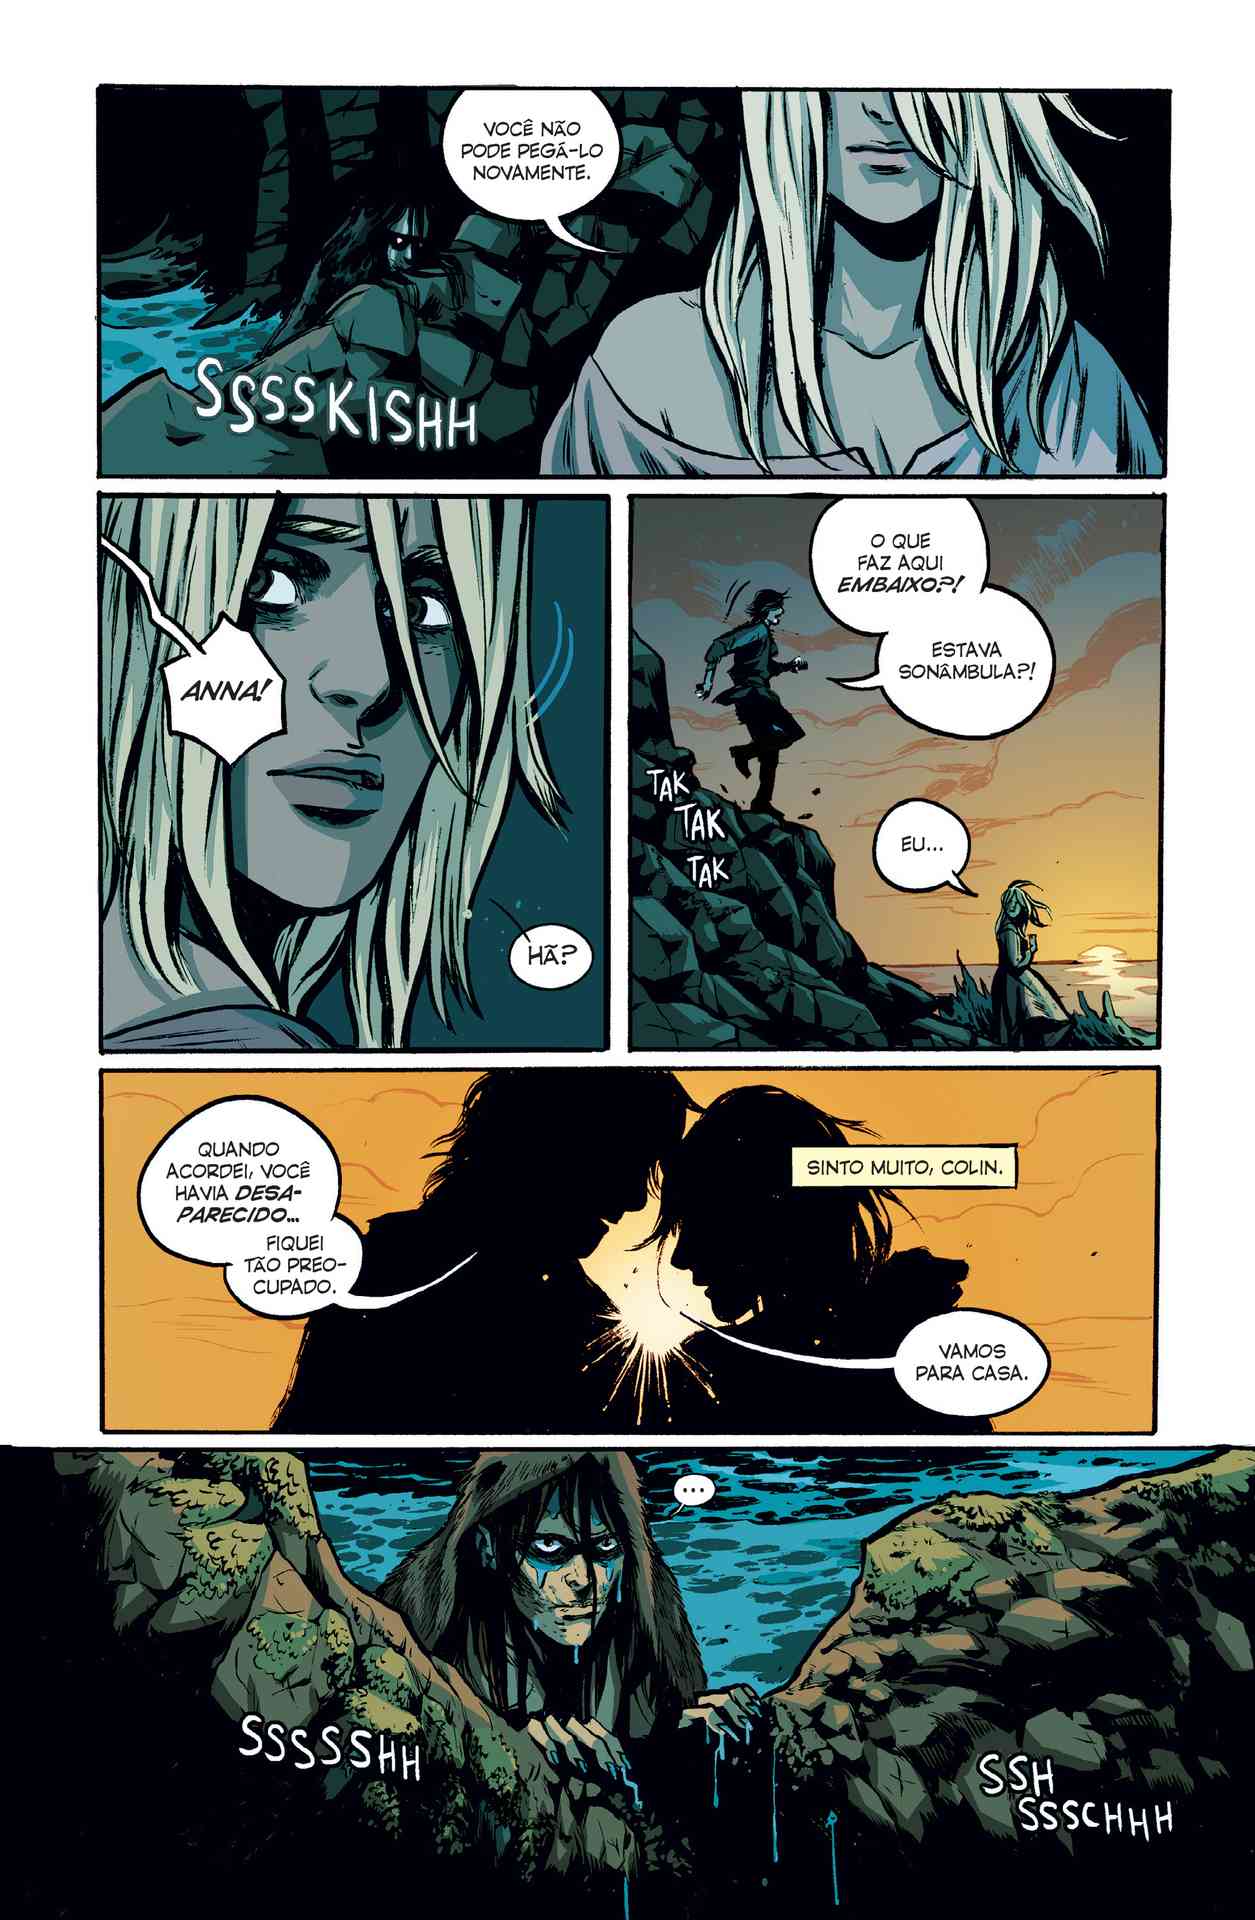 VOCÊ NÃO
PODE PEGÁ-LO
NOVAMENTE.
SSSSKISHH
ANNA!
HÃ?
O QUE
FAZ AQUI
EMBAIXO?!
ESTAVA
SONÂMBULA?!
TAK
TAK
TAK
EU...
QUANDO
ACORDEI, VOCÊ
HAVIA DESA-
PARECIDO...
FIQUEI
TÃO PREO-
CUPADO.
SINTO MUITO, COLIN.
VAMOS
PARA CASA.
...
SSSSSSHH
SSH
SSSCHHH